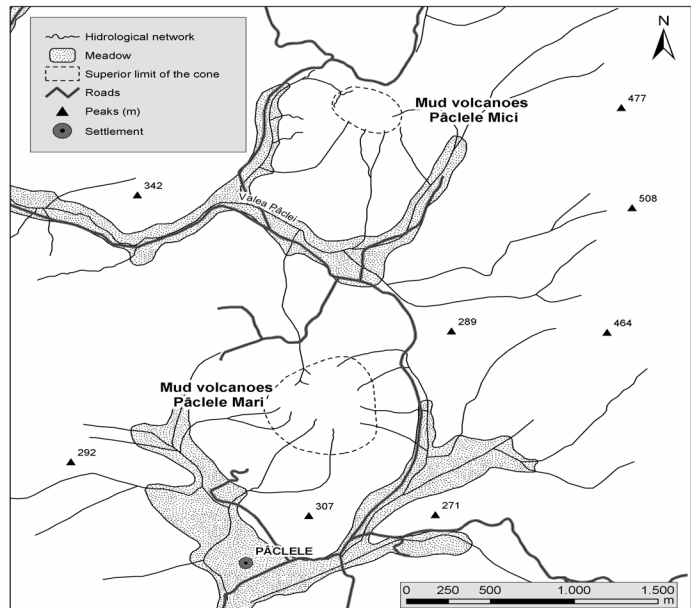 Hidrological network
Meadow
Superior limit of the cone
Roads
Peaks (m)
Settlement
N
Mud volcanoes
Pâclele Mici
477
342
Valea Pâclei
508
289
464
Mud volcanoes
Pâclele Mari
292
307
271
PÂCLELE
0 250 500 1.000 1.500
m